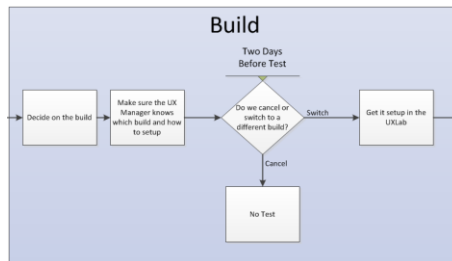 Build
Two Days
Before Test
Decide on the build
Make sure the UX
Manager knows
which build and how
to setup
Do we cancel or
switch to a
different build?
Switch
Get it setup in the
UXLab
Cancel
No Test